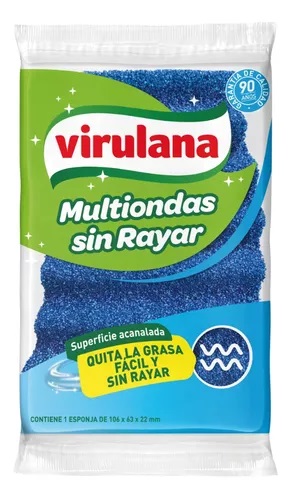 GARANTÍA DE CALIDAD
90
AÑOS
virulana
Multiondas
sin Rayar
Superficie acanalada
QUITA LA GRASA
FÁCIL Y
SIN RAYAR
CONTIENE 1 ESPONJA DE 106 x 63 x 22 mm